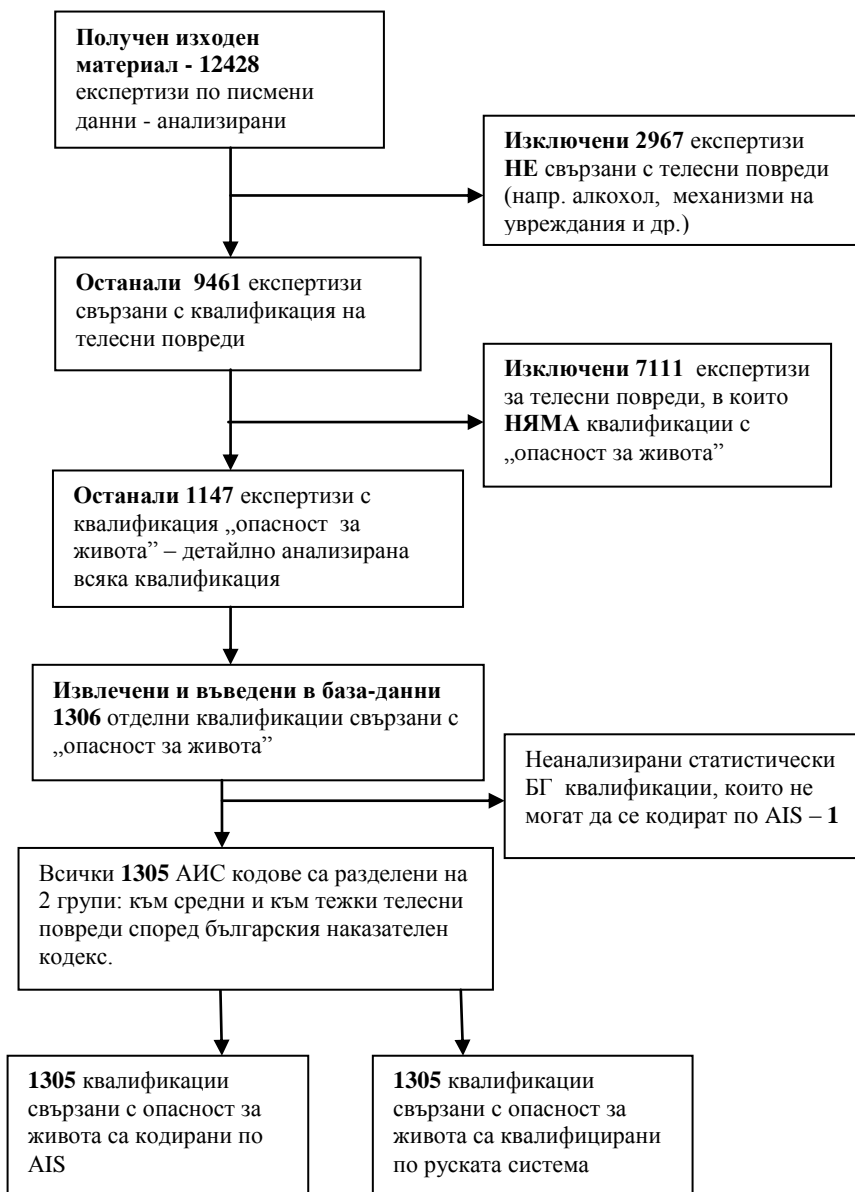 Получен изходен
материал - 12428
експертизи по писмени
данни - анализирани
Изключени 2967 експертизи
НЕ свързани с телесни повреди
(напр. алкохол, механизми на
увреждания и др.)
Останали 9461 експертизи
свързани с квалификация на
телесни повреди
Изключени 7111 експертизи
за телесни повреди, в които
НЯМА квалификации с
„опасност за живота”
Останали 1147 експертизи с
квалификация „опасност за
живота” – детайлно анализирана
всяка квалификация
Извлечени и въведени в база-данни
1306 отделни квалификации свързани с
„опасност за живота”
Неанализирани статистически
БГ квалификации, които не
могат да се кодират по AIS – 1
Всички 1305 АИС кодове са разделени на
2 групи: към средни и към тежки телесни
повреди според българския наказателен
кодекс.
1305 квалификации
свързани с опасност за
живота са кодирани по
AIS
1305 квалификации
свързани с опасност за
живота са квалифицирани
по руската система